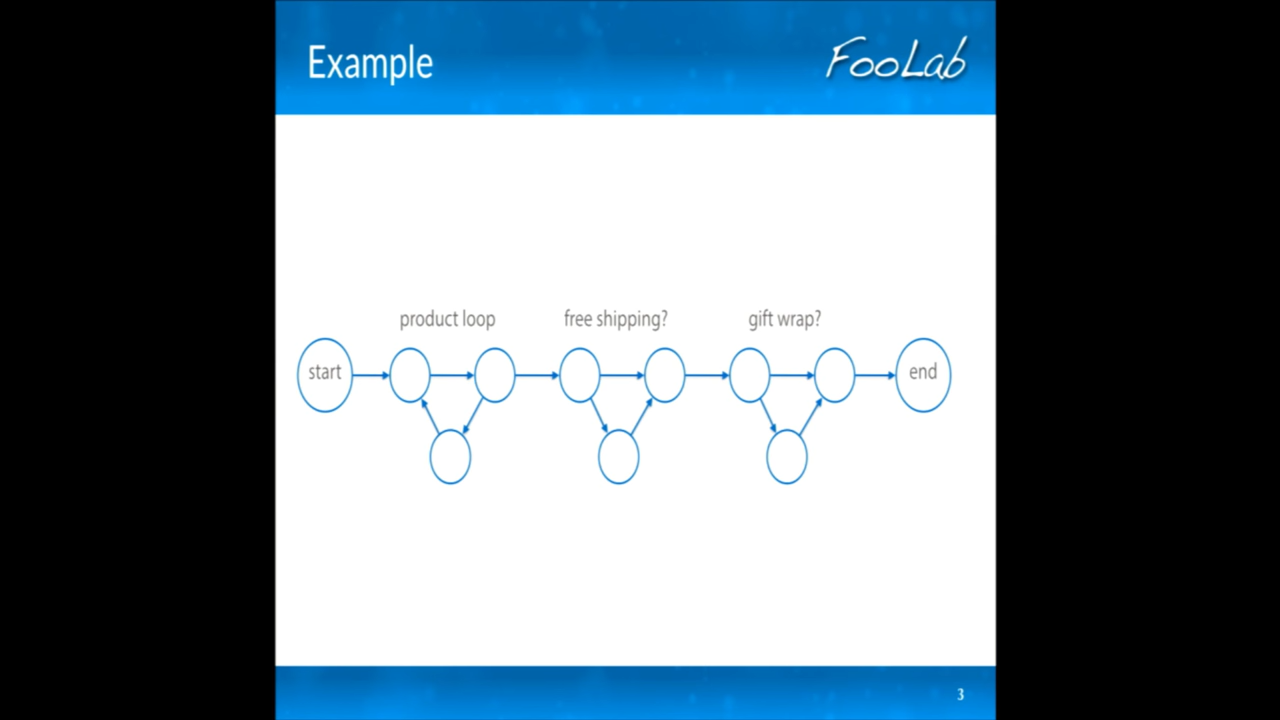 Example
FooLab
product loop
free shipping?
gift wrap?
start
end
3